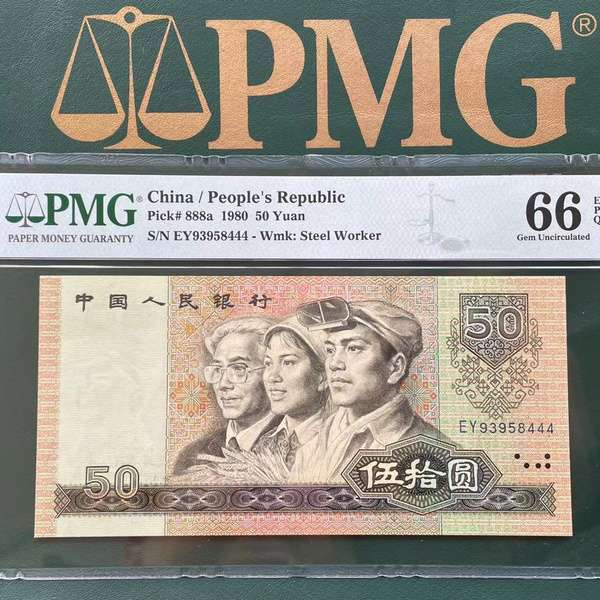 PMG®
PMG®
PAPER MONEY GUARANTY
China / People's Republic
Pick# 888a 1980 50 Yuan
S/N EY93958444 - Wmk: Steel Worker
66
Gem Uncirculated
E
P
Q
中国人民银行
50
EY93958444
50
伍拾圆